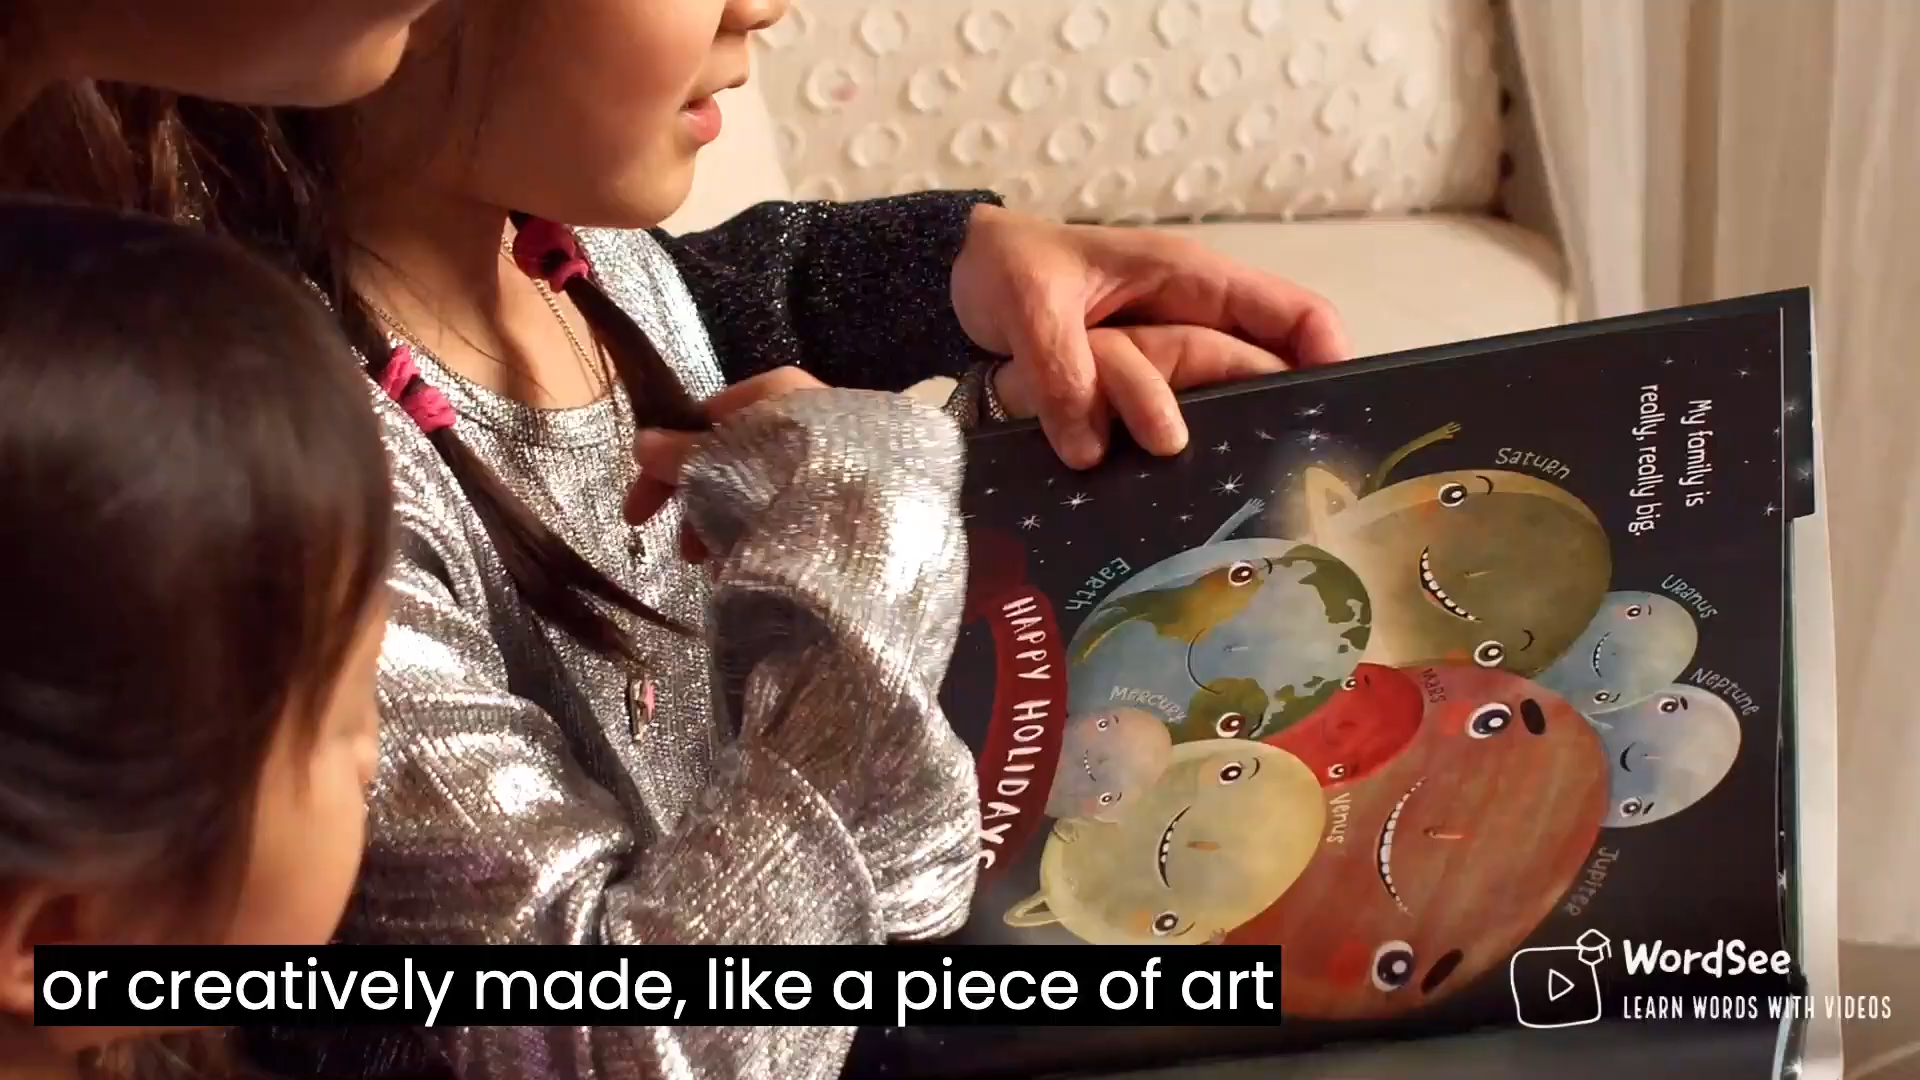 My family is
really, really big.
Saturn
Earth
Uranus
Neptune
Mercury
Mars
Venus
Jupiter
HAPPY HOLIDAYS
or creatively made, like a piece of art
WordSee
LEARN WORDS WITH VIDEOS